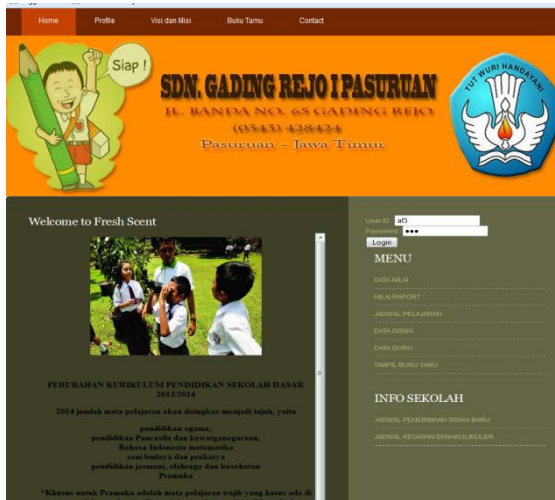 Home Profile Visi dan Misi Buku Tamu Contact
Siap !
SDN. GADING REJO I PASURUAN
JL. BANDA NO. 65 GADING REJO
(0343) 428424
Pasuruan - Jawa Timur
TUT WURI HANDAYANI
Welcome to Fresh Scent
User ID : af3
Password : •••
Login
MENU
DATA NILAI
NILAI RAPORT
JADWAL PELAJARAN
DATA SISWA
DATA GURU
TAMPIL BUKU TAMU
INFO SEKOLAH
JADWAL PENERIMAAN SISWA BARU
JADWAL KEGIATAN EKRAKULIKULER
PERUBAHAN KURIKULUM PENDIDIKAN SEKOLAH DASAR
2013/2014
2014 jumlah mata pelajaran akan diringkas menjadi tujuh, yaitu
pendidikan agama,
pendidikan Pancasila dan kewarganegaraan,
Bahasa Indonesia matematika
seni budaya dan prakarya
pendidikan jasmani, olahraga dan kesehatan
Pramuka
“Khusus untuk Pramuka adalah mata pelajaran wajib yang harus ada di